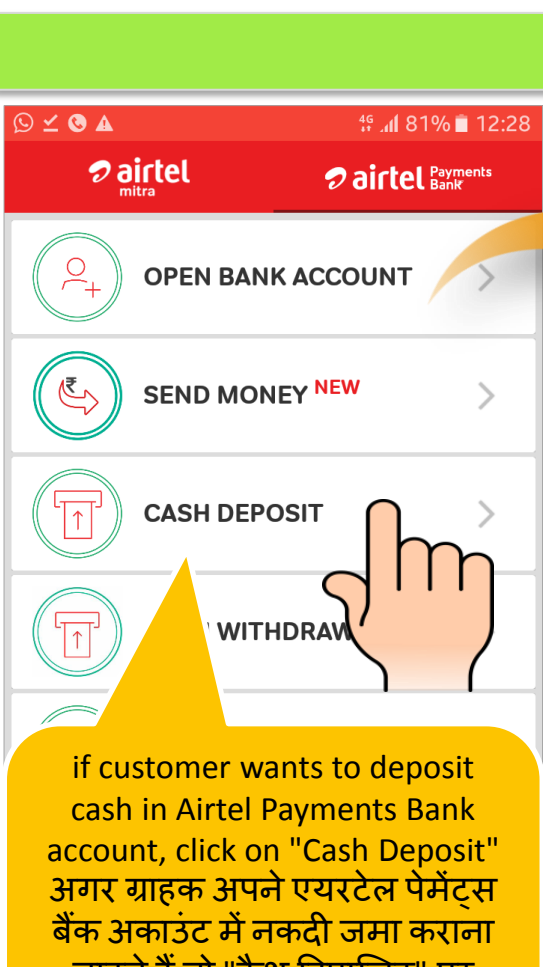 4G 81% 12:28
airtel mitra
airtel Payments Bank
OPEN BANK ACCOUNT
SEND MONEY NEW
CASH DEPOSIT
WITHDRAW
if customer wants to deposit
cash in Airtel Payments Bank
account, click on "Cash Deposit"
अगर ग्राहक अपने एयरटेल पेमेंट्स
बैंक अकाउंट में नकदी जमा कराना